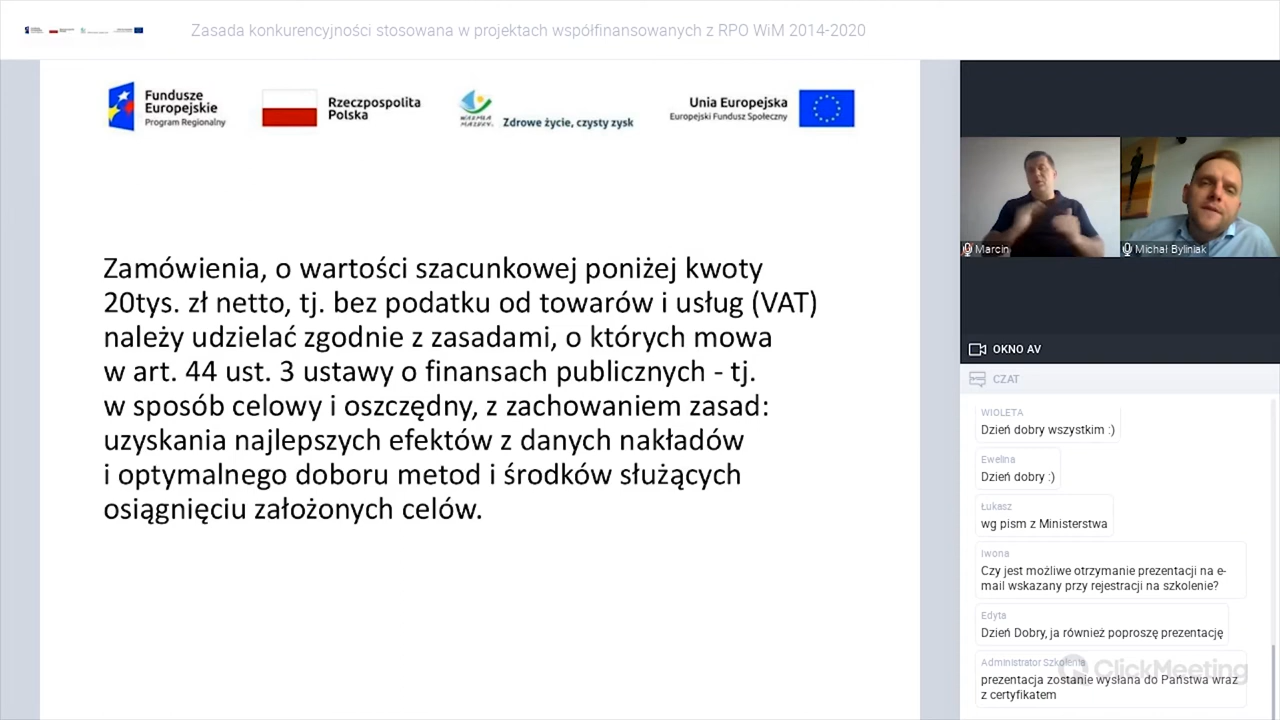 Zasada konkurencyjności stosowana w projektach współfinansowanych z RPO WiM 2014-2020
Fundusze
Europejskie
Program Regionalny
Rzeczpospolita
Polska
WARMIA
MAZURY
Zdrowe życie, czysty zysk
Unia Europejska
Europejski Fundusz Społeczny
Zamówienia, o wartości szacunkowej poniżej kwoty
20tys. zł netto, tj. bez podatku od towarów i usług (VAT)
należy udzielać zgodnie z zasadami, o których mowa
w art. 44 ust. 3 ustawy o finansach publicznych - tj.
w sposób celowy i oszczędny, z zachowaniem zasad:
uzyskania najlepszych efektów z danych nakładów
i optymalnego doboru metod i środków służących
osiągnięciu założonych celów.
Marcin
Michał Byliniak
OKNO AV
CZAT
WIOLETA
Dzień dobry wszystkim :)
Ewelina
Dzień dobry :)
Łukasz
wg pism z Ministerstwa
Iwona
Czy jest możliwe otrzymanie prezentacji na e-
mail wskazany przy rejestracji na szkolenie?
Edyta
Dzień Dobry, ja również poproszę prezentację
Administrator Szkolenia
prezentacja zostanie wysłana do Państwa wraz
z certyfikatem
ClickMeeting